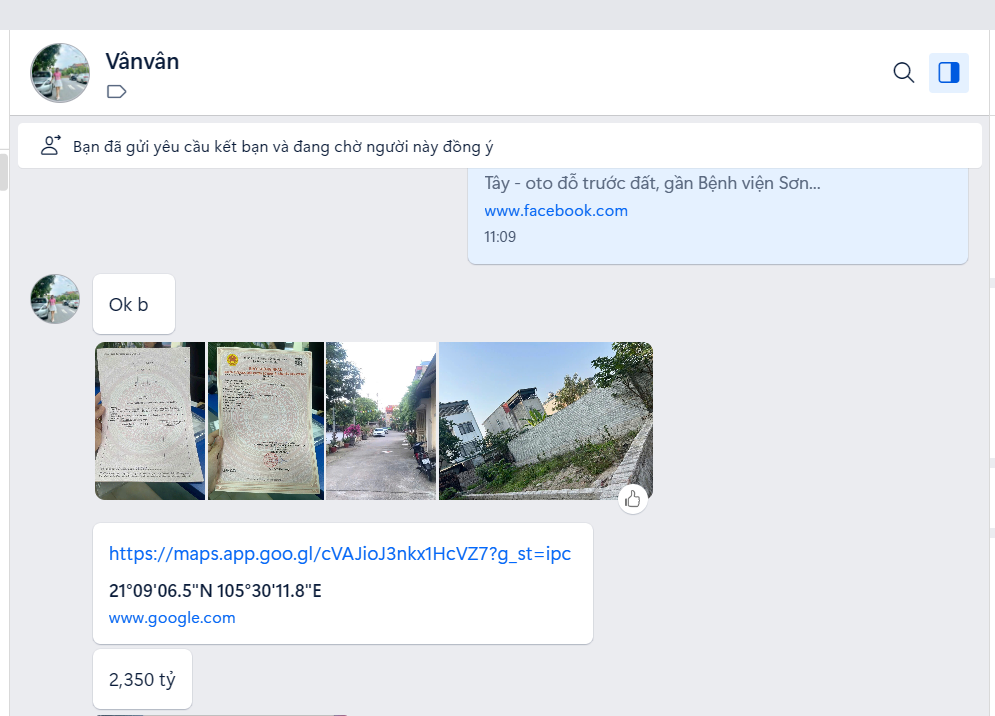 Vânvân
Bạn đã gửi yêu cầu kết bạn và đang chờ người này đồng ý
Tây - oto đỗ trước đất, gần Bệnh viện Sơn...
www.facebook.com
11:09
Ok b
https://maps.app.goo.gl/cVAJioJ3nkx1HcVZ7?g_st=ipc
21°09'06.5"N 105°30'11.8"E
www.google.com
2,350 tỷ